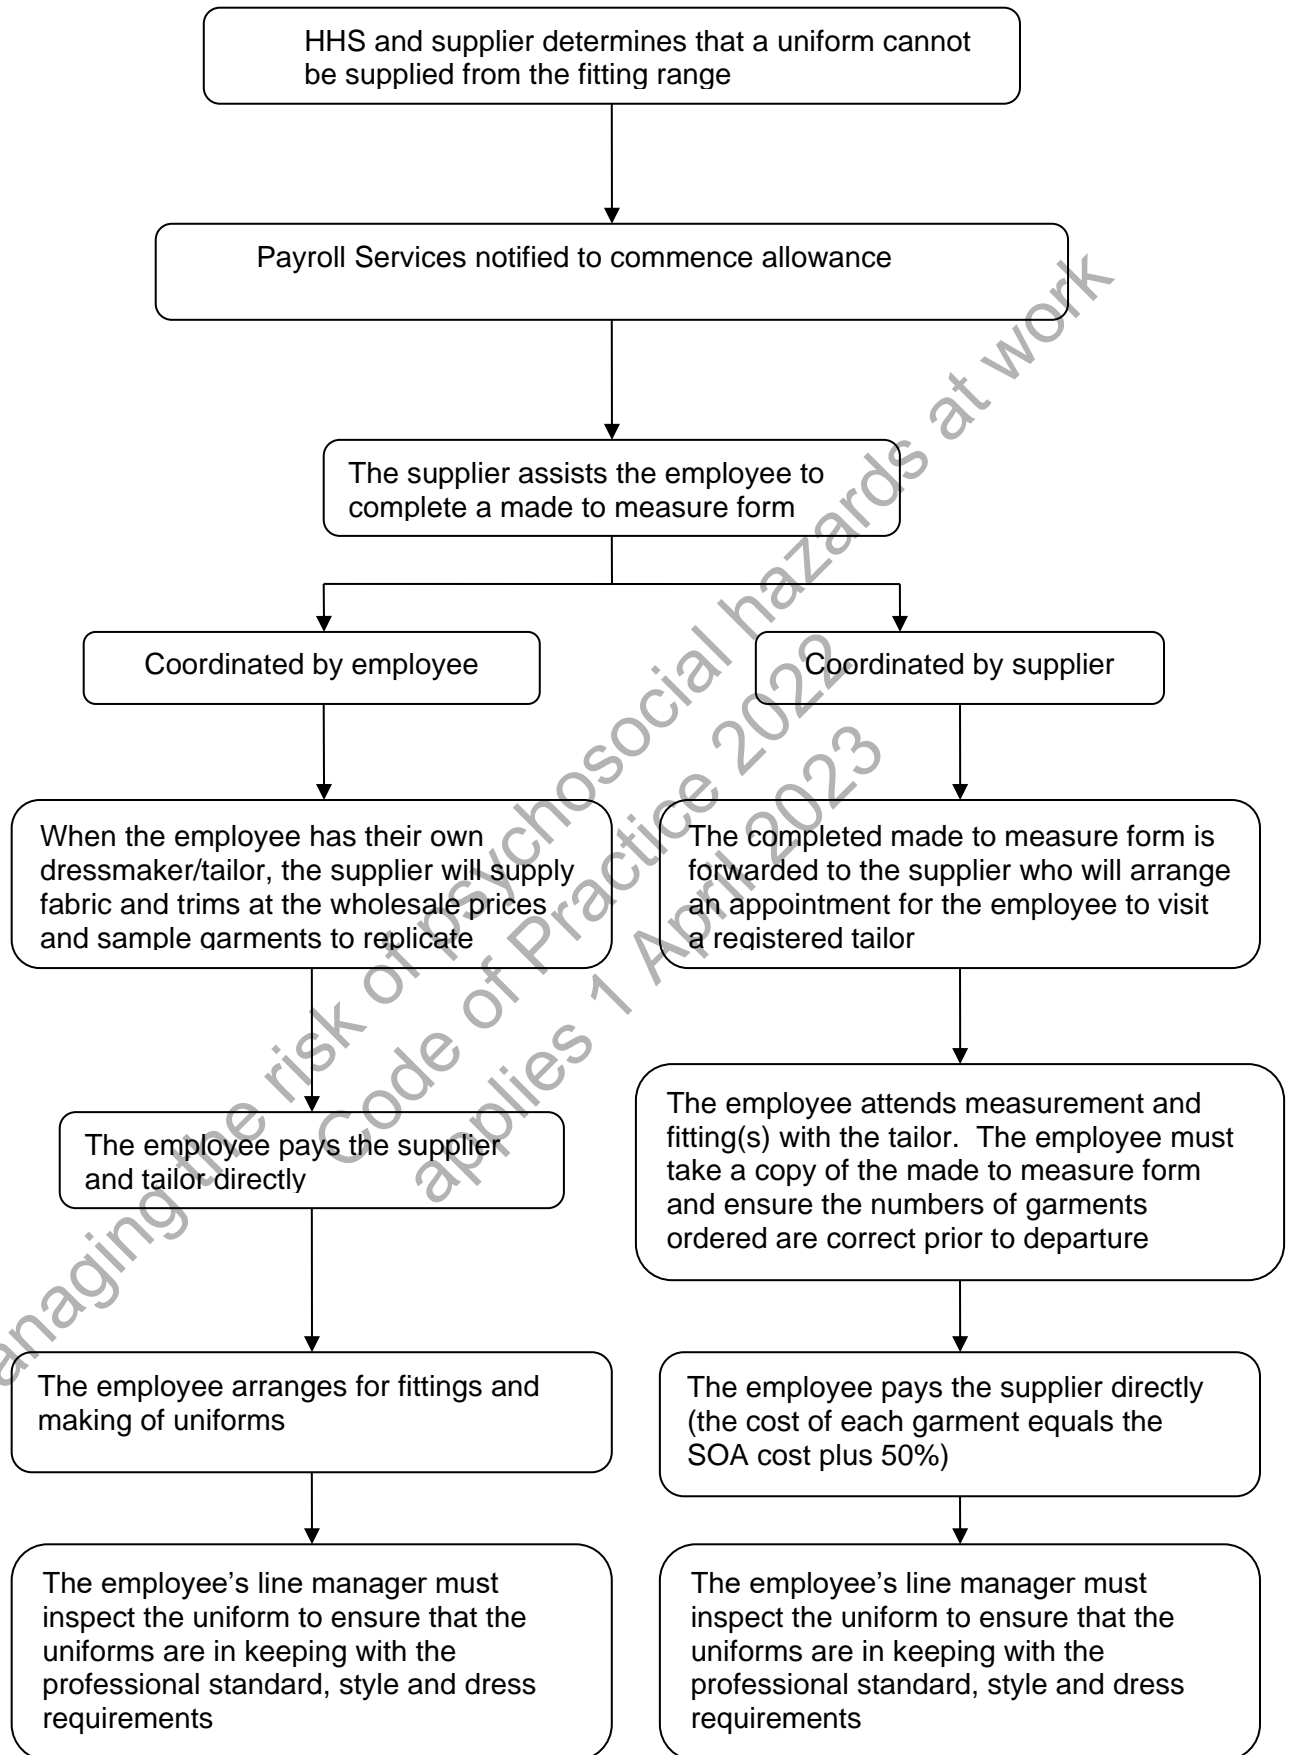 HHS and supplier determines that a uniform cannot
be supplied from the fitting range
Payroll Services notified to commence allowance
The supplier assists the employee to
complete a made to measure form
Coordinated by employee
Coordinated by supplier
When the employee has their own
dressmaker/tailor, the supplier will supply
fabric and trims at the wholesale prices
and sample garments to replicate
The completed made to measure form is
forwarded to the supplier who will arrange
an appointment for the employee to visit
a registered tailor
The employee pays the supplier
and tailor directly
The employee attends measurement and
fitting(s) with the tailor.  The employee must
take a copy of the made to measure form
and ensure the numbers of garments
ordered are correct prior to departure
The employee arranges for fittings and
making of uniforms
The employee pays the supplier directly
(the cost of each garment equals the
SOA cost plus 50%)
The employee’s line manager must
inspect the uniform to ensure that the
uniforms are in keeping with the
professional standard, style and dress
requirements
The employee’s line manager must
inspect the uniform to ensure that the
uniforms are in keeping with the
professional standard, style and dress
requirements
anaging the risk of psychosocial hazards at work
Code of Practice 2022
applies 1 April 2023